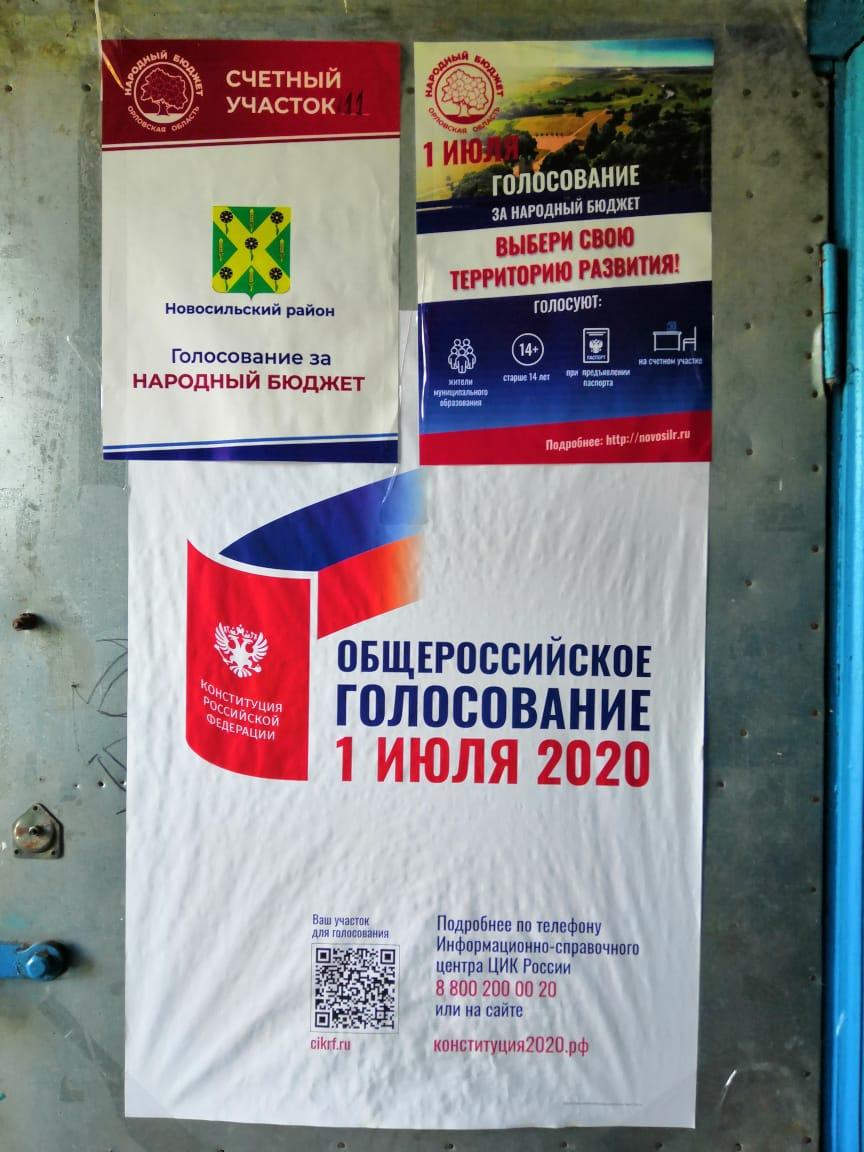 НАРОДНЫЙ БЮДЖЕТ
ОРЛОВСКАЯ ОБЛАСТЬ
СЧЕТНЫЙ
УЧАСТОК 11
Новосильский район
Голосование за
НАРОДНЫЙ БЮДЖЕТ
НАРОДНЫЙ БЮДЖЕТ
ОРЛОВСКАЯ ОБЛАСТЬ
1 ИЮЛЯ
ГОЛОСОВАНИЕ
ЗА НАРОДНЫЙ БЮДЖЕТ
ВЫБЕРИ СВОЮ
ТЕРРИТОРИЮ РАЗВИТИЯ!
ГОЛОСУЮТ:
жители
муниципального
образования
14+
старше 14 лет
ПАСПОРТ
при предъявлении
паспорта
на счетном участке
Подробнее: http://novosilr.ru
КОНСТИТУЦИЯ
РОССИЙСКОЙ
ФЕДЕРАЦИИ
ОБЩЕРОССИЙСКОЕ
ГОЛОСОВАНИЕ
1 ИЮЛЯ 2020
Ваш участок
для голосования
cikrf.ru
Подробнее по телефону
Информационно-справочного
центра ЦИК России
8 800 200 00 20
или на сайте
конституция2020.рф